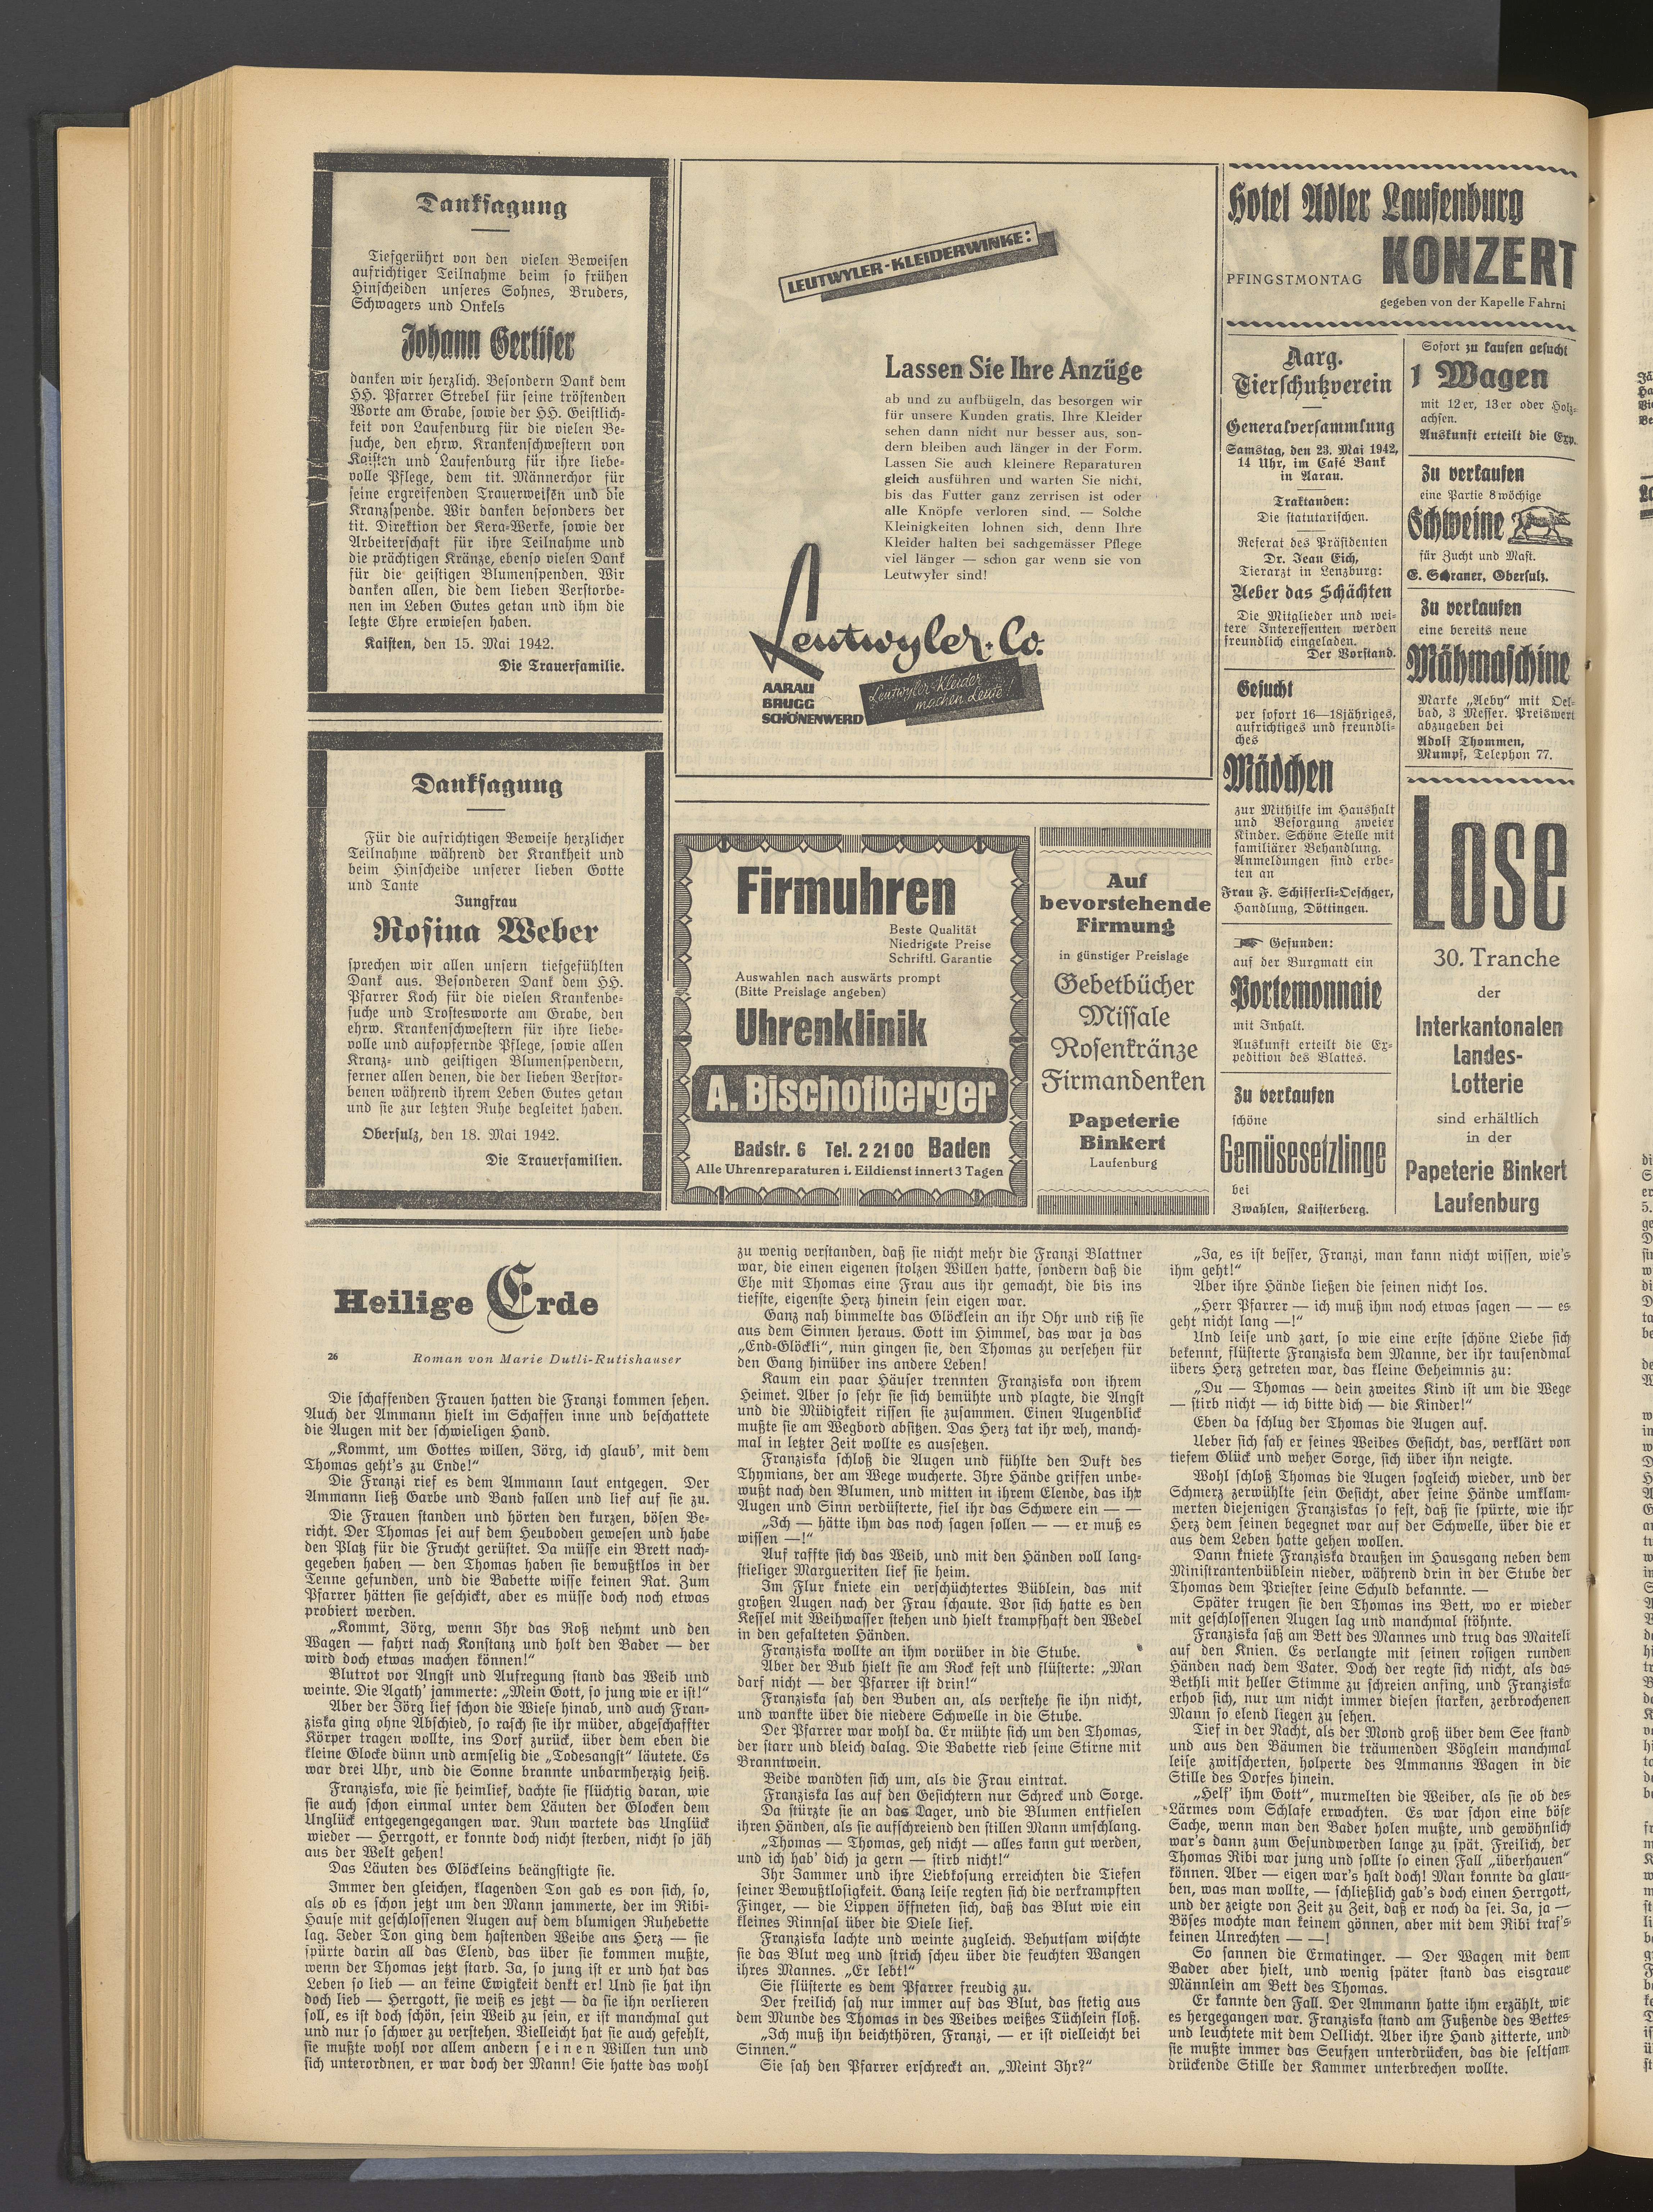 Danksagung
Tiefgerührt von den vielen Beweisen
aufrichtiger Teilnahme beim so frühen
Hinscheiden unseres Sohnes, Bruders,
Schwagers und Onkels
Johann Gertiser
danken wir herzlich. Besondern Dank dem
HH. Pfarrer Strebel für seine tröstenden
Worte am Grabe, sowie der HH. Geistlich-
keit von Laufenburg für die vielen Be-
suche, den ehrw. Krankenschwestern von
Kaisten und Laufenburg für ihre liebe-
volle Pflege, dem tit. Männerchor für
seine ergreifenden Trauerweisen und die
Kranzspende. Wir danken besonders der
tit. Direktion der Kera-Werke, sowie der
Arbeiterschaft für ihre Teilnahme und
die prächtigen Kränze, ebenso vielen Dank
für die geistigen Blumenspenden. Wir
danken allen, die dem lieben Verstorbe-
nen im Leben Gutes getan und ihm die
letzte Ehre erwiesen haben.
Kaisten, den 15. Mai 1942.
Die Trauerfamilie.
Danksagung
Für die aufrichtigen Beweise herzlicher
Teilnahme während der Krankheit und
beim Hinscheide unserer lieben Gotte
und Tante
Jungfrau
Rosina Weber
sprechen wir allen unsern tiefgefühlten
Dank aus. Besonderen Dank dem HH.
Pfarrer Koch für die vielen Krankenbe-
suche und Trostesworte am Grabe, den
ehrw. Krankenschwestern für ihre liebe-
volle und aufopfernde Pflege, sowie allen
Kranz- und geistigen Blumenspendern,
ferner allen denen, die der lieben Verstor-
benen während ihrem Leben Gutes getan
und sie zur letzten Ruhe begleitet haben.
Obersulz, den 18. Mai 1942.
Die Trauerfamilien.
LEUTWYLER-KLEIDERWINKE:
Lassen Sie Ihre Anzüge
ab und zu aufbügeln, das besorgen wir
für unsere Kunden gratis. Ihre Kleider
sehen dann nicht nur besser aus, son-
dern bleiben auch länger in der Form.
Lassen Sie auch kleinere Reparaturen
gleich ausführen und warten Sie nicht,
bis das Futter ganz zerrisen ist oder
alle Knöpfe verloren sind. — Solche
Kleinigkeiten lohnen sich, denn Ihre
Kleider halten bei sachgemässer Pflege
viel länger — schon gar wenn sie von
Leutwyler sind!
Leutwyler+Co.
AARAU
BRUGG
SCHÖNENWERD
Leutwyler-Kleider
machen Leute!
Firmuhren
Beste Qualität
Niedrigste Preise
Schriftl. Garantie
Auswahlen nach auswärts prompt
(Bitte Preislage angeben)
Uhrenklinik
A. Bischofberger
Badstr. 6 Tel. 2 21 00 Baden
Alle Uhrenreparaturen i. Eildienst innert 3 Tagen
Auf
bevorstehende
Firmung
in günstiger Preislage
Gebetbücher
Missale
Rosenkränze
Firmandenken
Papeterie
Binkert
Laufenburg
Hotel Adler Laufenburg
PFINGSTMONTAG KONZERT
gegeben von der Kapelle Fahrni
Aarg.
Tierschutzverein
Generalversammlung
Samstag, den 23. Mai 1942,
14 Uhr, im Café Bank
in Aarau.
Traktanden:
Die statutarischen.
Referat des Präsidenten
Dr. Jean Eich,
Tierarzt in Lenzburg:
Ueber das Schächten
Die Mitglieder und wei-
tere Interessenten werden
freundlich eingeladen.
Der Vorstand.
Gesucht
per sofort 16—18jähriges,
aufrichtiges und freundli-
ches
Mädchen
zur Mithilfe im Haushalt
und Besorgung zweier
Kinder. Schöne Stelle mit
familiärer Behandlung.
Anmeldungen sind erbe-
ten an
Frau F. Schifferli-Oeschger,
Handlung, Döttingen.
Gefunden:
auf der Burgmatt ein
Portemonnaie
mit Inhalt.
Auskunft erteilt die Ex-
pedition des Blattes.
Zu verkaufen
schöne
Gemüsesetzlinge
bei
Zwahlen, Kaisterberg.
Sofort zu kaufen gesucht
1 Wagen
mit 12er, 13er oder Holz-
achsen.
Auskunft erteilt die Exp.
Zu verkaufen
eine Partie 8wöchige
Schweine
für Zucht und Mast.
E. Schraner, Obersulz.
Zu verkaufen
eine bereits neue
Mähmaschine
Marke „Aeby“ mit Oel-
bad, 3 Messer. Preiswert
abzugeben bei
Adolf Thommen,
Mumpf, Telephon 77.
Lose
30. Tranche
der
Interkantonalen
Landes-
Lotterie
sind erhältlich
in der
Papeterie Binkert
Laufenburg
Heilige Erde
26 Roman von Marie Dutli-Rutishauser
Die schaffenden Frauen hatten die Franzi kommen sehen.
Auch der Ammann hielt im Schaffen inne und beschattete
die Augen mit der schwieligen Hand.
„Kommt, um Gottes willen, Jörg, ich glaub', mit dem
Thomas geht's zu Ende!“
Die Franzi rief es dem Ammann laut entgegen. Der
Ammann ließ Garbe und Band fallen und lief auf sie zu.
Die Frauen standen und hörten den kurzen, bösen Be-
richt. Der Thomas sei auf dem Heuboden gewesen und habe
den Platz für die Frucht gerüstet. Da müsse ein Brett nach-
gegeben haben — den Thomas haben sie bewußtlos in der
Tenne gefunden, und die Babette wisse keinen Rat. Zum
Pfarrer hätten sie geschickt, aber es müsse doch noch etwas
probiert werden.
„Kommt, Jörg, wenn Ihr das Roß nehmt und den
Wagen — fahrt nach Konstanz und holt den Bader — der
wird doch etwas machen können!“
Blutrot vor Angst und Aufregung stand das Weib und
weinte. Die Agath' jammerte: „Mein Gott, so jung wie er ist!“
Aber der Jörg lief schon die Wiese hinab, und auch Fran-
ziska ging ohne Abschied, so rasch sie ihr müder, abgeschaffter
Körper tragen wollte, ins Dorf zurück, über dem eben die
kleine Glocke dünn und armselig die „Todesangst“ läutete. Es
war drei Uhr, und die Sonne brannte unbarmherzig heiß.
Franziska, wie sie heimlief, dachte sie flüchtig daran, wie
sie auch schon einmal unter dem Läuten der Glocken dem
Unglück entgegengegangen war. Nun wartete das Unglück
wieder — Herrgott, er konnte doch nicht sterben, nicht so jäh
aus der Welt gehen!
Das Läuten des Glöckleins beängstigte sie.
Immer den gleichen, klagenden Ton gab es von sich, so,
als ob es schon jetzt um den Mann jammerte, der im Ribi-
Hause mit geschlossenen Augen auf dem blumigen Ruhebette
lag. Jeder Ton ging dem hastenden Weibe ans Herz — sie
spürte darin all das Elend, das über sie kommen mußte,
wenn der Thomas jetzt starb. Ja, so jung ist er und hat das
Leben so lieb — an keine Ewigkeit denkt er! Und sie hat ihn
doch lieb — Herrgott, sie weiß es jetzt — da sie ihn verlieren
soll, es ist doch schön, sein Weib zu sein, er ist manchmal gut
und nur so schwer zu verstehen. Vielleicht hat sie auch gefehlt,
sie mußte wohl vor allem andern seinen Willen tun und
sich unterordnen, er war doch der Mann! Sie hatte das wohl
zu wenig verstanden, daß sie nicht mehr die Franzi Blattner
war, die einen eigenen stolzen Willen hatte, sondern daß die
Ehe mit Thomas eine Frau aus ihr gemacht, die bis ins
tiefste, eigenste Herz hinein sein eigen war.
Ganz nah bimmelte das Glöcklein an ihr Ohr und riß sie
aus dem Sinnen heraus. Gott im Himmel, das war ja das
„End-Glöckli“, nun gingen sie, den Thomas zu versehen für
den Gang hinüber ins andere Leben!
Kaum ein paar Häuser trennten Franziska von ihrem
Heimet. Aber so sehr sie sich bemühte und plagte, die Angst
und die Müdigkeit rissen sie zusammen. Einen Augenblick
mußte sie am Wegbord absitzen. Das Herz tat ihr weh, manch-
mal in letzter Zeit wollte es aussetzen.
Franziska schloß die Augen und fühlte den Duft des
Thymians, der am Wege wucherte. Ihre Hände griffen unbe-
wußt nach den Blumen, und mitten in ihrem Elende, das ihr
Augen und Sinn verdüsterte, fiel ihr das Schwere ein — —
„Ich — hätte ihm das noch sagen sollen — — er muß es
wissen —!“
Auf raffte sich das Weib, und mit den Händen voll lang-
stieliger Margueriten lief sie heim.
Im Flur kniete ein verschüchtertes Büblein, das mit
großen Augen nach der Frau schaute. Vor sich hatte es den
Kessel mit Weihwasser stehen und hielt krampfhaft den Wedel
in den gefalteten Händen.
Franziska wollte an ihm vorüber in die Stube.
Aber der Bub hielt sie am Rock fest und flüsterte: „Man
darf nicht — der Pfarrer ist drin!“
Franziska sah den Buben an, als verstehe sie ihn nicht,
und wankte über die niedere Schwelle in die Stube.
Der Pfarrer war wohl da. Er mühte sich um den Thomas,
der starr und bleich dalag. Die Babette rieb seine Stirne mit
Branntwein.
Beide wandten sich um, als die Frau eintrat.
Franziska las auf den Gesichtern nur Schreck und Sorge.
Da stürzte sie an das Lager, und die Blumen entfielen
ihren Händen, als sie aufschreiend den stillen Mann umschlang.
„Thomas — Thomas, geh nicht — alles kann gut werden,
und ich hab' dich ja gern — stirb nicht!“
Ihr Jammer und ihre Liebkosung erreichten die Tiefen
seiner Bewußtlosigkeit. Ganz leise regten sich die verkrampften
Finger, — die Lippen öffneten sich, daß das Blut wie ein
kleines Rinnsal über die Diele lief.
Franziska lachte und weinte zugleich. Behutsam wischte
sie das Blut weg und strich scheu über die feuchten Wangen
ihres Mannes. „Er lebt!“
Sie flüsterte es dem Pfarrer freudig zu.
Der freilich sah nur immer auf das Blut, das stetig aus
dem Munde des Thomas in des Weibes weißes Tüchlein floß.
„Ich muß ihn beichthören, Franzi, — er ist vielleicht bei
Sinnen.“
Sie sah den Pfarrer erschreckt an. „Meint Ihr?“
„Ja, es ist besser, Franzi, man kann nicht wissen, wie's
ihm geht!“
Aber ihre Hände ließen die seinen nicht los.
„Herr Pfarrer — ich muß ihm noch etwas sagen — — es
geht nicht lang —!“
Und leise und zart, so wie eine erste schöne Liebe sich
bekennt, flüsterte Franziska dem Manne, der ihr tausendmal
übers Herz getreten war, das kleine Geheimnis zu:
„Du — Thomas — dein zweites Kind ist um die Wege
— stirb nicht — ich bitte dich — die Kinder!“
Eben da schlug der Thomas die Augen auf.
Ueber sich sah er seines Weibes Gesicht, das, verklärt von
tiefem Glück und weher Sorge, sich über ihn neigte.
Wohl schloß Thomas die Augen sogleich wieder, und der
Schmerz zerwühlte sein Gesicht, aber seine Hände umklam-
merten diejenigen Franziskas so fest, daß sie spürte, wie ihr
Herz dem seinen begegnet war auf der Schwelle, über die er
aus dem Leben hatte gehen wollen.
Dann kniete Franziska draußen im Hausgang neben dem
Ministrantenbüblein nieder, während drin in der Stube der
Thomas dem Priester seine Schuld bekannte. —
Später trugen sie den Thomas ins Bett, wo er wieder
mit geschlossenen Augen lag und manchmal stöhnte.
Franziska saß am Bett des Mannes und trug das Maiteli
auf den Knien. Es verlangte mit seinen rosigen runden
Händen nach dem Vater. Doch der regte sich nicht, als das
Bethli mit heller Stimme zu schreien anfing, und Franziska
erhob sich, nur um nicht immer diesen starken, zerbrochenen
Mann so elend liegen zu sehen.
Tief in der Nacht, als der Mond groß über dem See stand
und aus den Bäumen die träumenden Vöglein manchmal
leise zwitscherten, holperte des Ammanns Wagen in die
Stille des Dorfes hinein.
„Helf' ihm Gott“, murmelten die Weiber, als sie ob des
Lärmes vom Schlafe erwachten. Es war schon eine böse
Sache, wenn man den Bader holen mußte, und gewöhnlich
war's dann zum Gesundwerden lange zu spät. Freilich, der
Thomas Ribi war jung und sollte so einen Fall „überhauen“
können. Aber — eigen war's halt doch! Man konnte da glau-
ben, was man wollte, — schließlich gab's doch einen Herrgott,
und der zeigte von Zeit zu Zeit, daß er noch da sei. Ja, ja —
Böses mochte man keinem gönnen, aber mit dem Ribi traf's
keinen Unrechten — —!
So sannen die Ermatinger. — Der Wagen mit dem
Bader aber hielt, und wenig später stand das eisgraue
Männlein am Bett des Thomas.
Er kannte den Fall. Der Ammann hatte ihm erzählt, wie
es hergegangen war. Franziska stand am Fußende des Bettes
und leuchtete mit dem Oellicht. Aber ihre Hand zitterte, und
sie mußte immer das Seufzen unterdrücken, das die seltsam
drückende Stille der Kammer unterbrechen wollte.